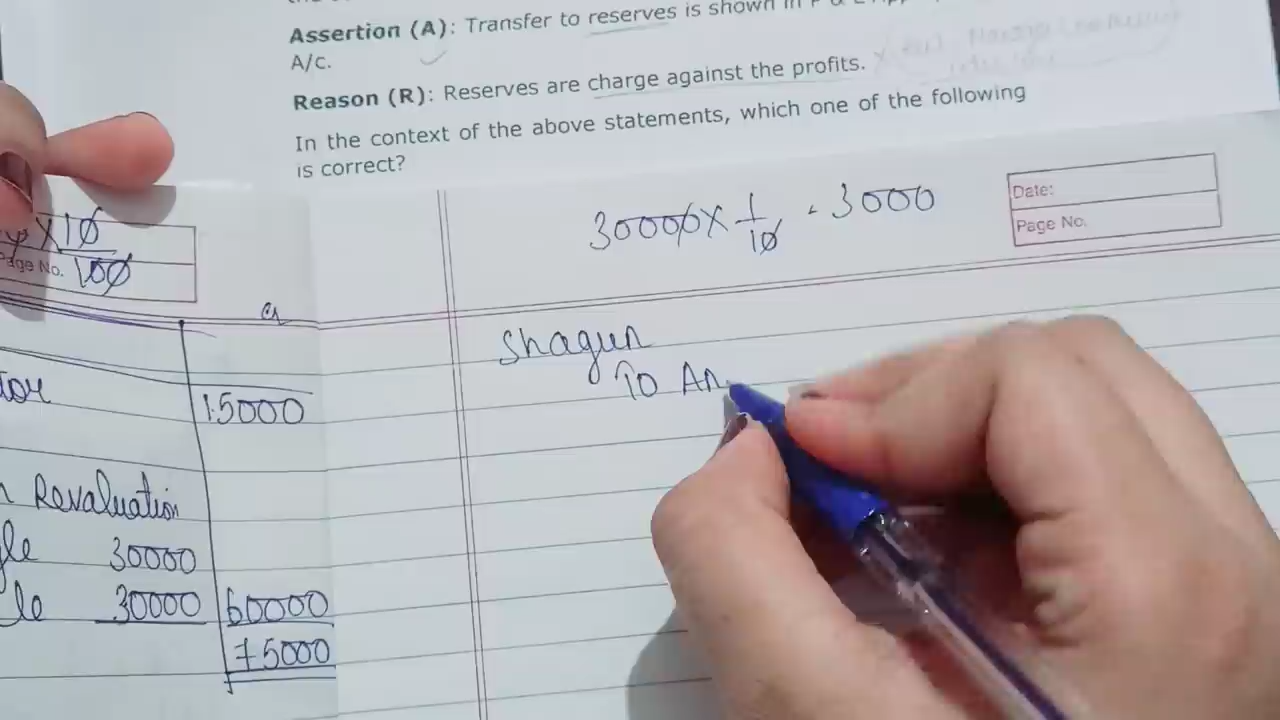 Assertion (A): Transfer to reserves is shown in P & L
A/c.
Reason (R): Reserves are charge against the profits.
In the context of the above statements, which one of the following
is correct?
30000 X 1/10 . 3000
Date:
Page No.
X 10/100
Page No.
Shagun
To An
15000
Revaluation
30000
30000 60000
75000